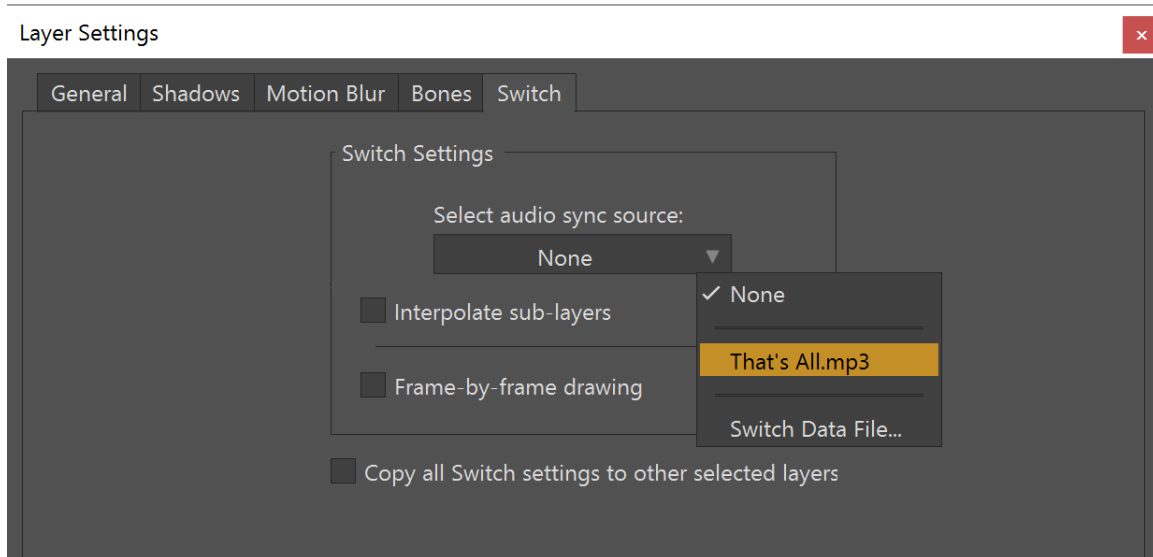 Layer Settings
×
General Shadows Motion Blur Bones Switch
Switch Settings
Select audio sync source:
None
None
Interpolate sub-layers
That's All.mp3
Frame-by-frame drawing
Switch Data File...
Copy all Switch settings to other selected layers